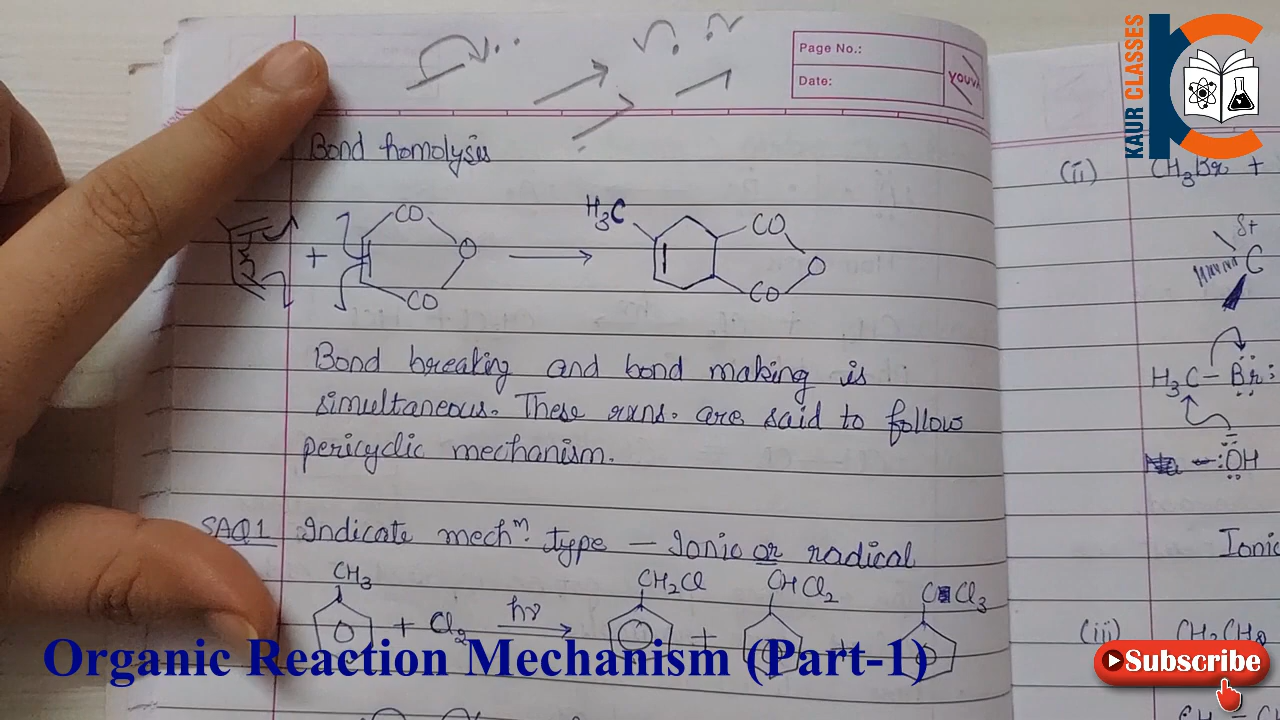 Page No.:
Date:
YOUVA
KAUR CLASSES
Bond homolysis
+ CO O CO → H3C CO O CO
Bond breaking and bond making is
simultaneous. These rxns. are said to follow
pericyclic mechanism.
SAQ1 Indicate mechm. type — Ionic or radical
CH3 + Cl2 hν → CH2Cl + CHCl2 + CCl3
(ii) CH3Br +
δ+
C
H3C – Br:
:OH
Ionic
(iii)
Organic Reaction Mechanism (Part-1)
Subscribe